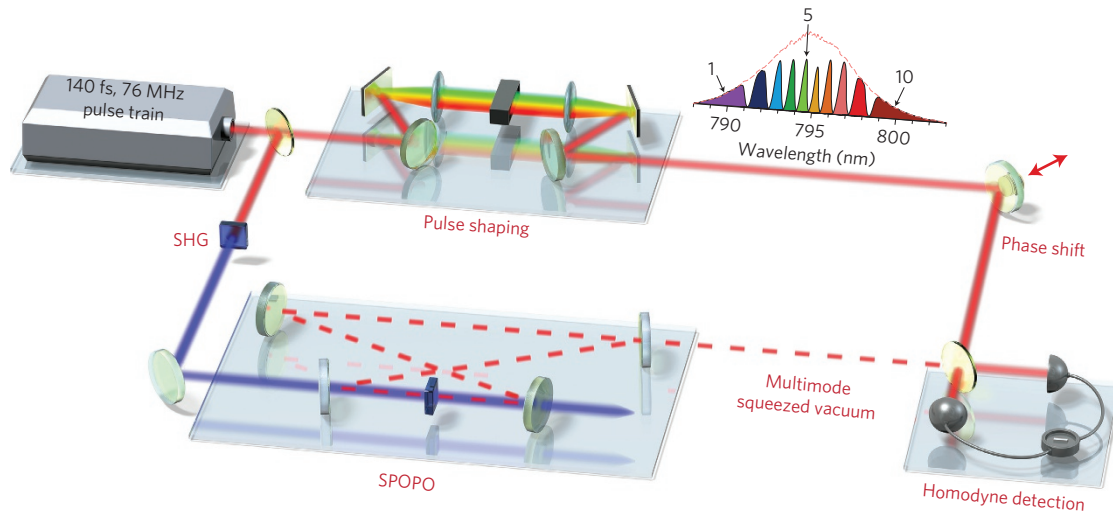 140 fs, 76 MHz
pulse train
5
1
10
790
795
800
Wavelength (nm)
Pulse shaping
SHG
Phase shift
Multimode
squeezed vacuum
SPOPO
Homodyne detection